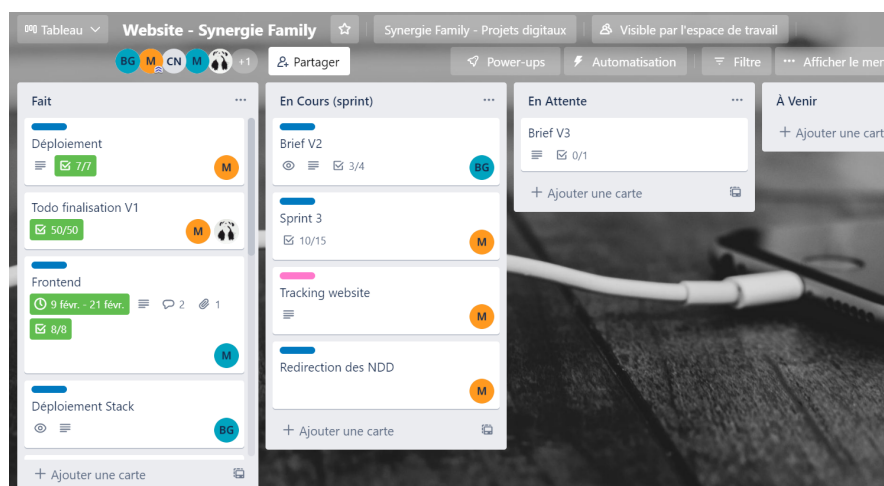 Tableau
Website - Synergie Family
Synergie Family - Projets digitaux
Visible par l'espace de travail
BG M CN M +1
Partager
Power-ups
Automatisation
Filtre
Afficher le mer
Fait
Déploiement
7/7
M
Todo finalisation V1
50/50
M
Frontend
9 févr. - 21 févr.
2
1
8/8
M
Déploiement Stack
BG
+ Ajouter une carte
En Cours (sprint)
Brief V2
3/4
BG
Sprint 3
10/15
M
Tracking website
M
Redirection des NDD
M
+ Ajouter une carte
En Attente
Brief V3
0/1
+ Ajouter une carte
À Venir
+ Ajouter une cart